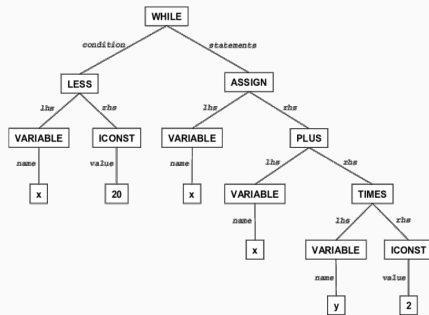 WHILE
condition statements
LESS ASSIGN
lhs rhs lhs rhs
VARIABLE ICONST VARIABLE PLUS
name value name lhs rhs
x 20 x VARIABLE TIMES
name lhs rhs
x VARIABLE ICONST
name value
y 2